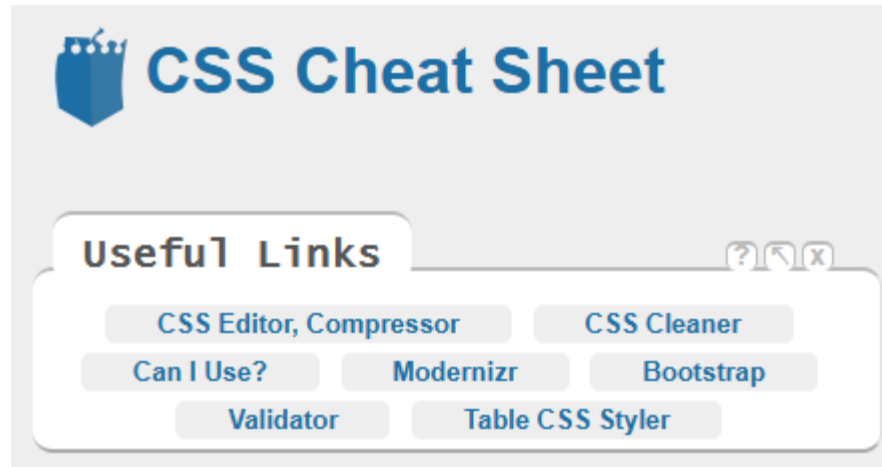 CSS Cheat Sheet
Useful Links
? x
CSS Editor, Compressor CSS Cleaner
Can I Use? Modernizr Bootstrap
Validator Table CSS Styler